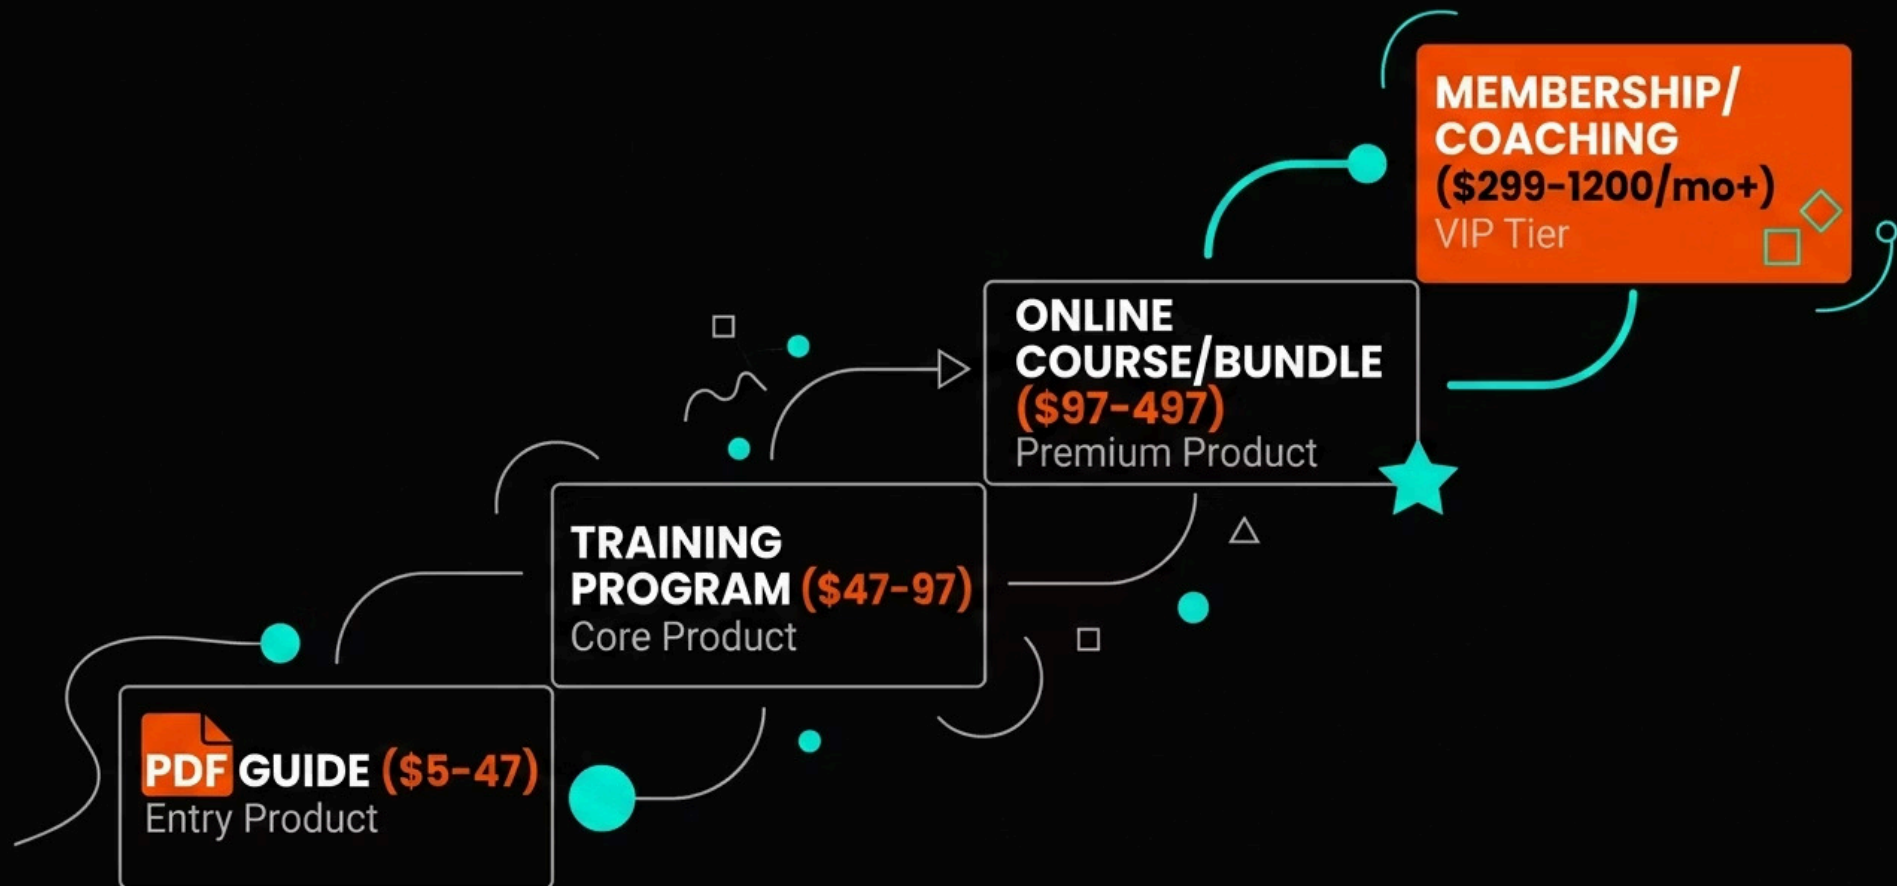 MEMBERSHIP/
COACHING
($299-1200/mo+)
VIP Tier
ONLINE
COURSE/BUNDLE
($97-497)
Premium Product
TRAINING
PROGRAM ($47-97)
Core Product
PDF GUIDE ($5-47)
Entry Product